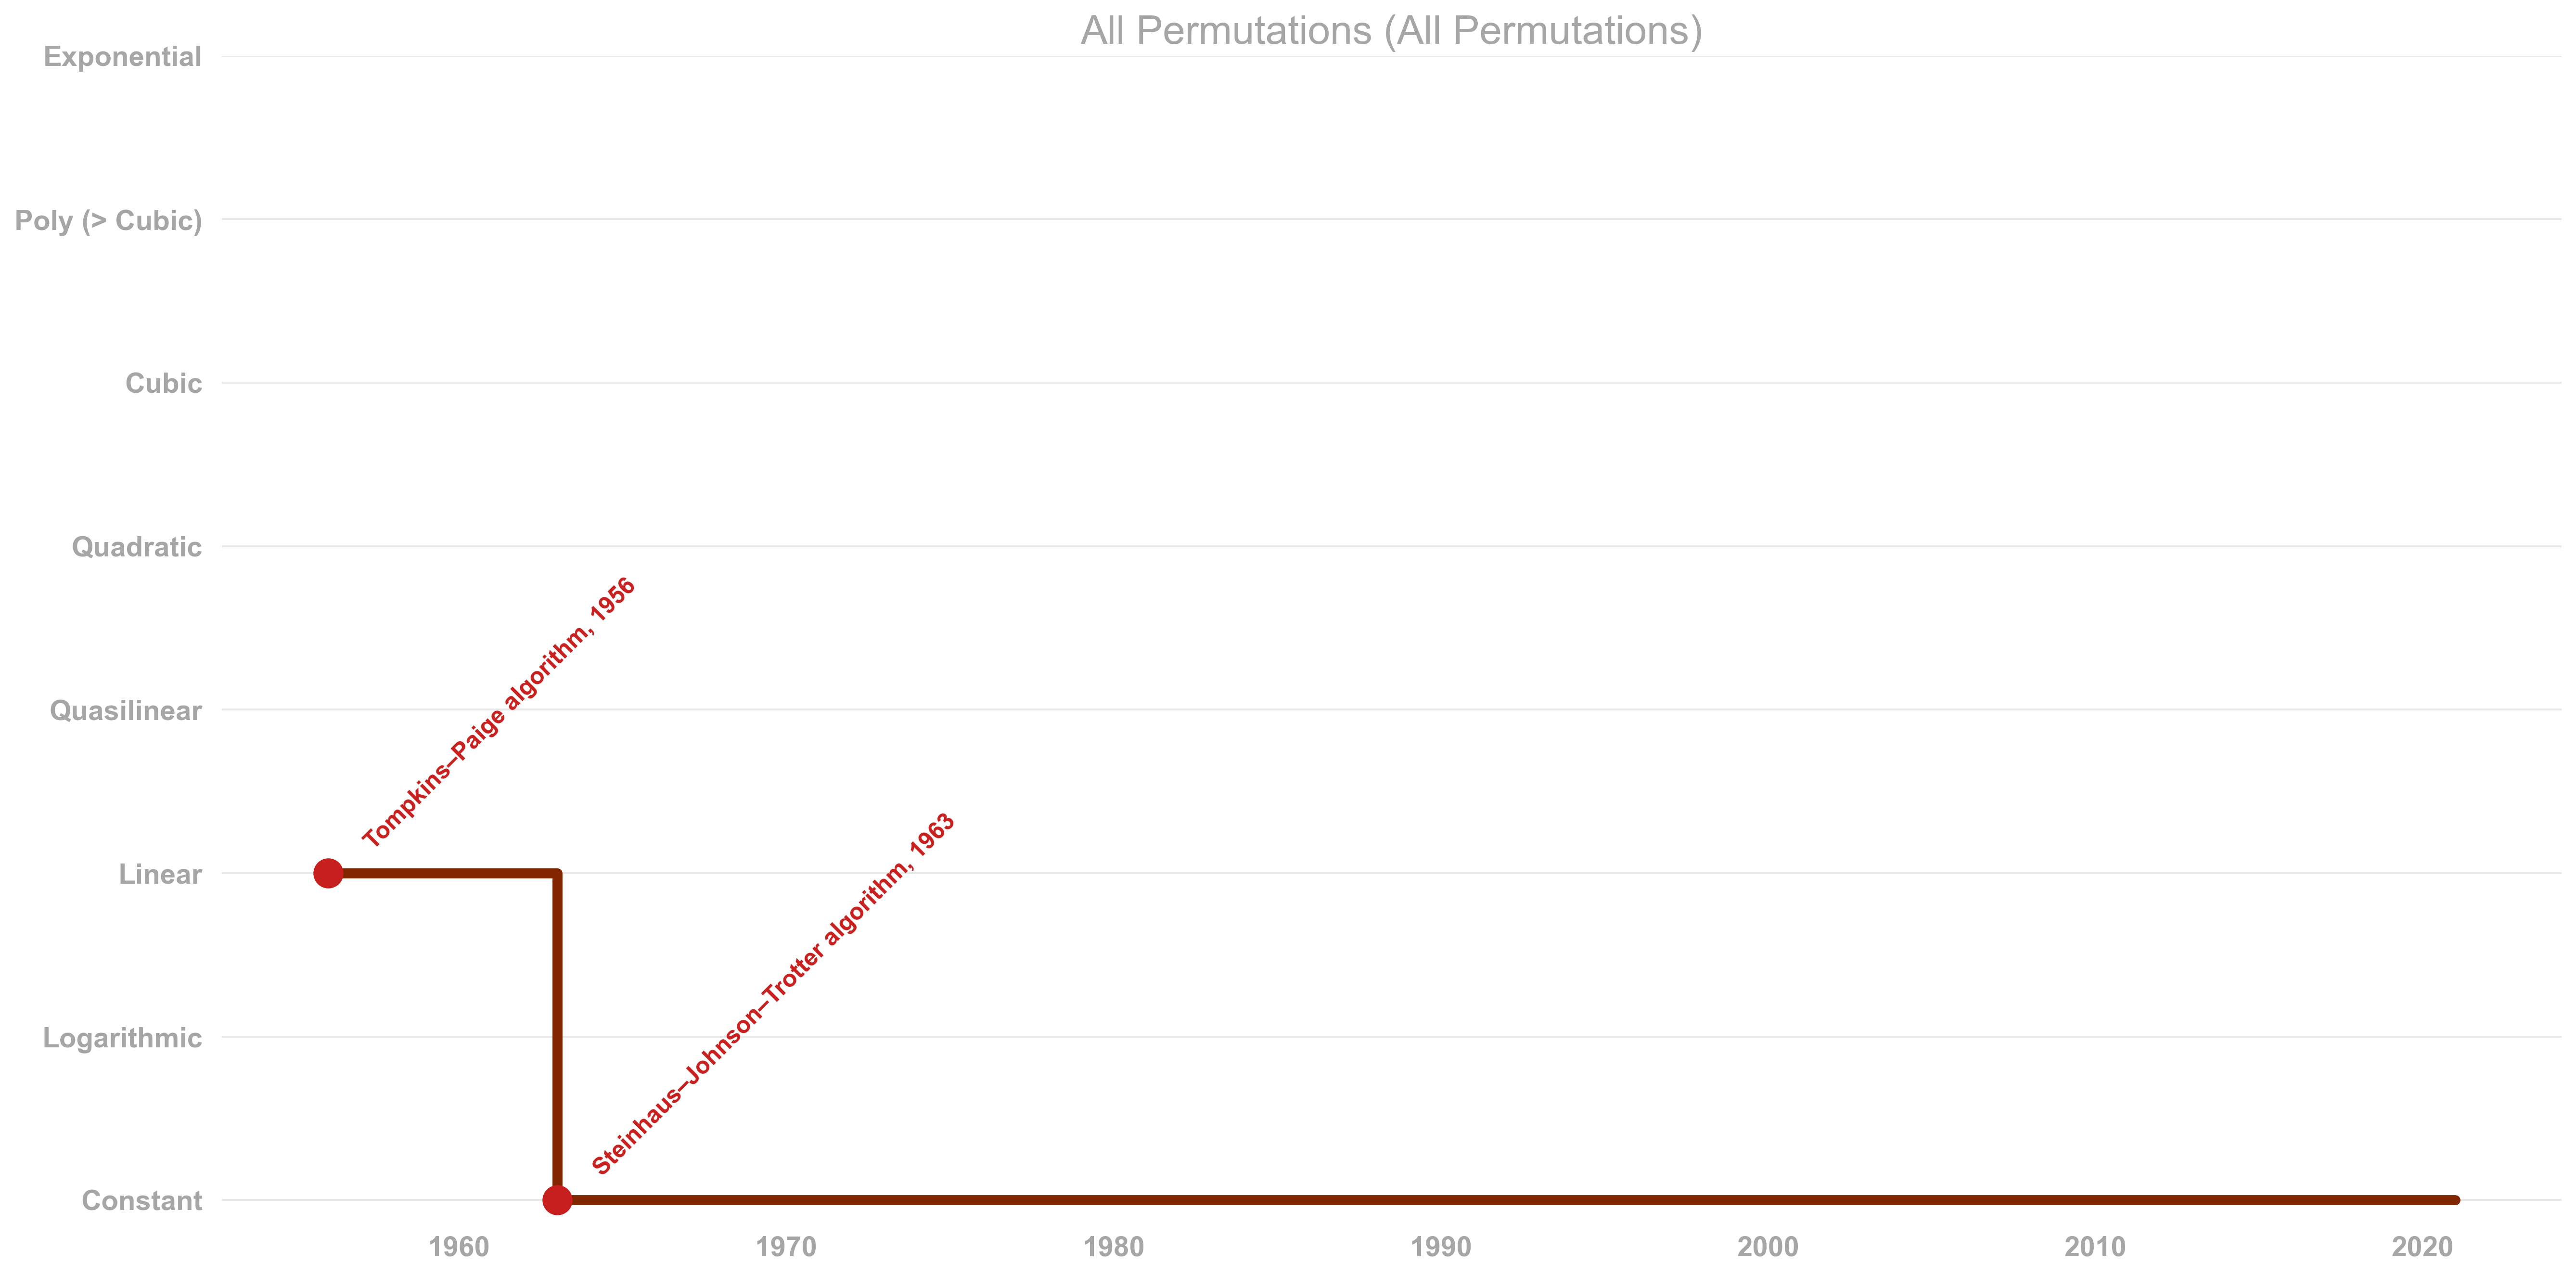 All Permutations (All Permutations)
Exponential
Poly (> Cubic)
Cubic
Quadratic
Quasilinear
Linear
Logarithmic
Constant
Tompkins–Paige algorithm, 1956
Steinhaus–Johnson–Trotter algorithm, 1963
1960
1970
1980
1990
2000
2010
2020